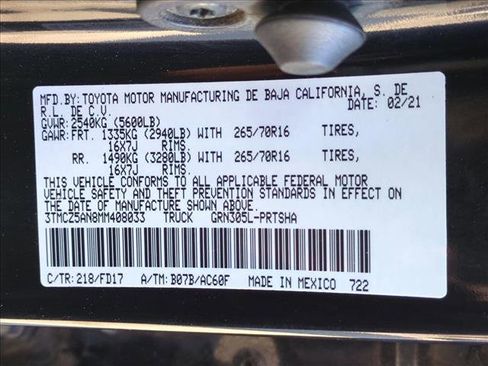 MFD.BY:TOYOTA MOTOR MANUFACTURING DE BAJA CALIFORNIA, S. DE
R.L. DE C.V. DATE: 02/21
GVWR: 2540KG (5600LB)
GAWR:FRT. 1335KG (2940LB) WITH 265/70R16 TIRES,
16X7J RIMS.
RR. 1490KG (3280LB) WITH 265/70R16 TIRES,
16X7J RIMS.
THIS VEHICLE CONFORMS TO ALL APPLICABLE FEDERAL MOTOR
VEHICLE SAFETY AND THEFT PREVENTION STANDARDS IN EFFECT ON
THE DATE OF MANUFACTURE SHOWN ABOVE.
3TMCZ5AN8MM408033 TRUCK GRN305L-PRTSHA
C/TR:218/FD17 A/TM:B07B/AC60F MADE IN MEXICO 722